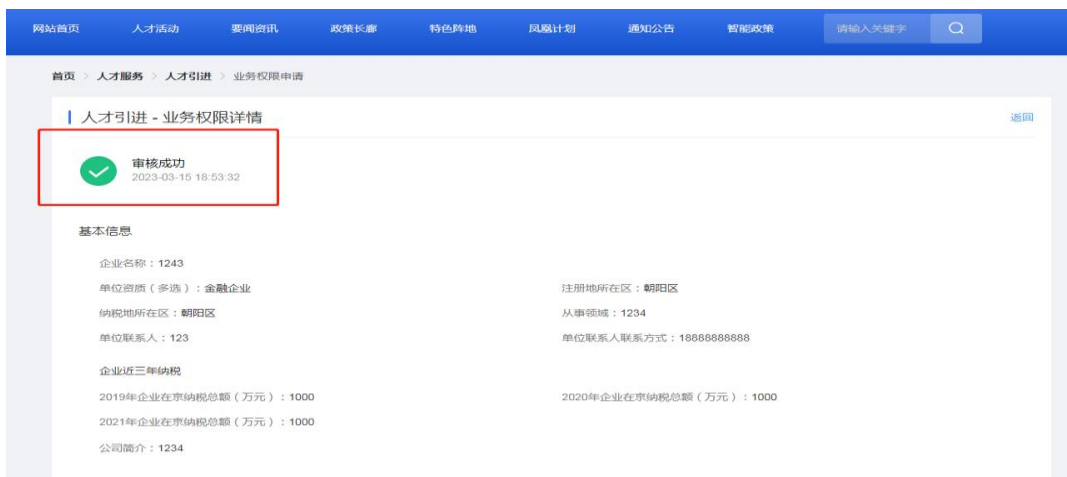 网站首页 人才活动 要闻资讯 政策长廊 特色阵地 凤凰计划 通知公告 智能政策 请输入关键字
首页 > 人才服务 > 人才引进 > 业务权限申请
人才引进 - 业务权限详情 返回
审核成功
2023-03-15 18:53:32
基本信息
企业名称：1243
单位资质（多选）：金融企业 注册地所在区：朝阳区
纳税地所在区：朝阳区 从事领域：1234
单位联系人：123 单位联系人联系方式：18888888888
企业近三年纳税
2019年企业在京纳税总额（万元）：1000 2020年企业在京纳税总额（万元）：1000
2021年企业在京纳税总额（万元）：1000
公司简介：1234